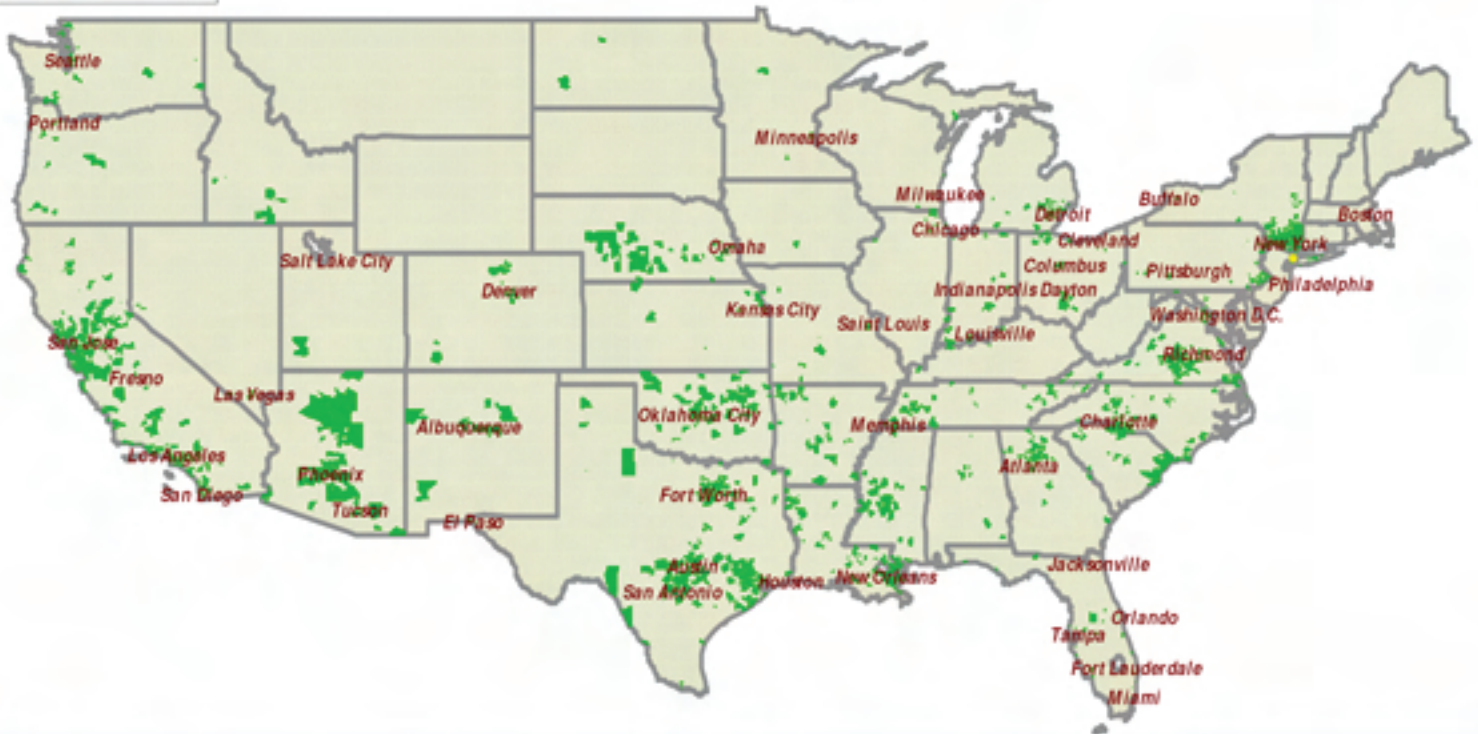 Seattle
Portland
Minneapolis
Milwaukee
Buffalo
Detroit
Boston
Chicago
Cleveland
New York
Omaha
Salt Lake City
Columbus
Pittsburgh
Philadelphia
Denver
Indianapolis
Dayton
Kansas City
Saint Louis
Washington D.C.
Louisville
San Jose
Richmond
Fresno
Las Vegas
Albuquerque
Oklahoma City
Memphis
Charlotte
Los Angeles
Phoenix
Atlanta
San Diego
Fort Worth
Tucson
El Paso
Austin
Jacksonville
San Antonio
Houston
New Orleans
Orlando
Tampa
Fort Lauderdale
Miami